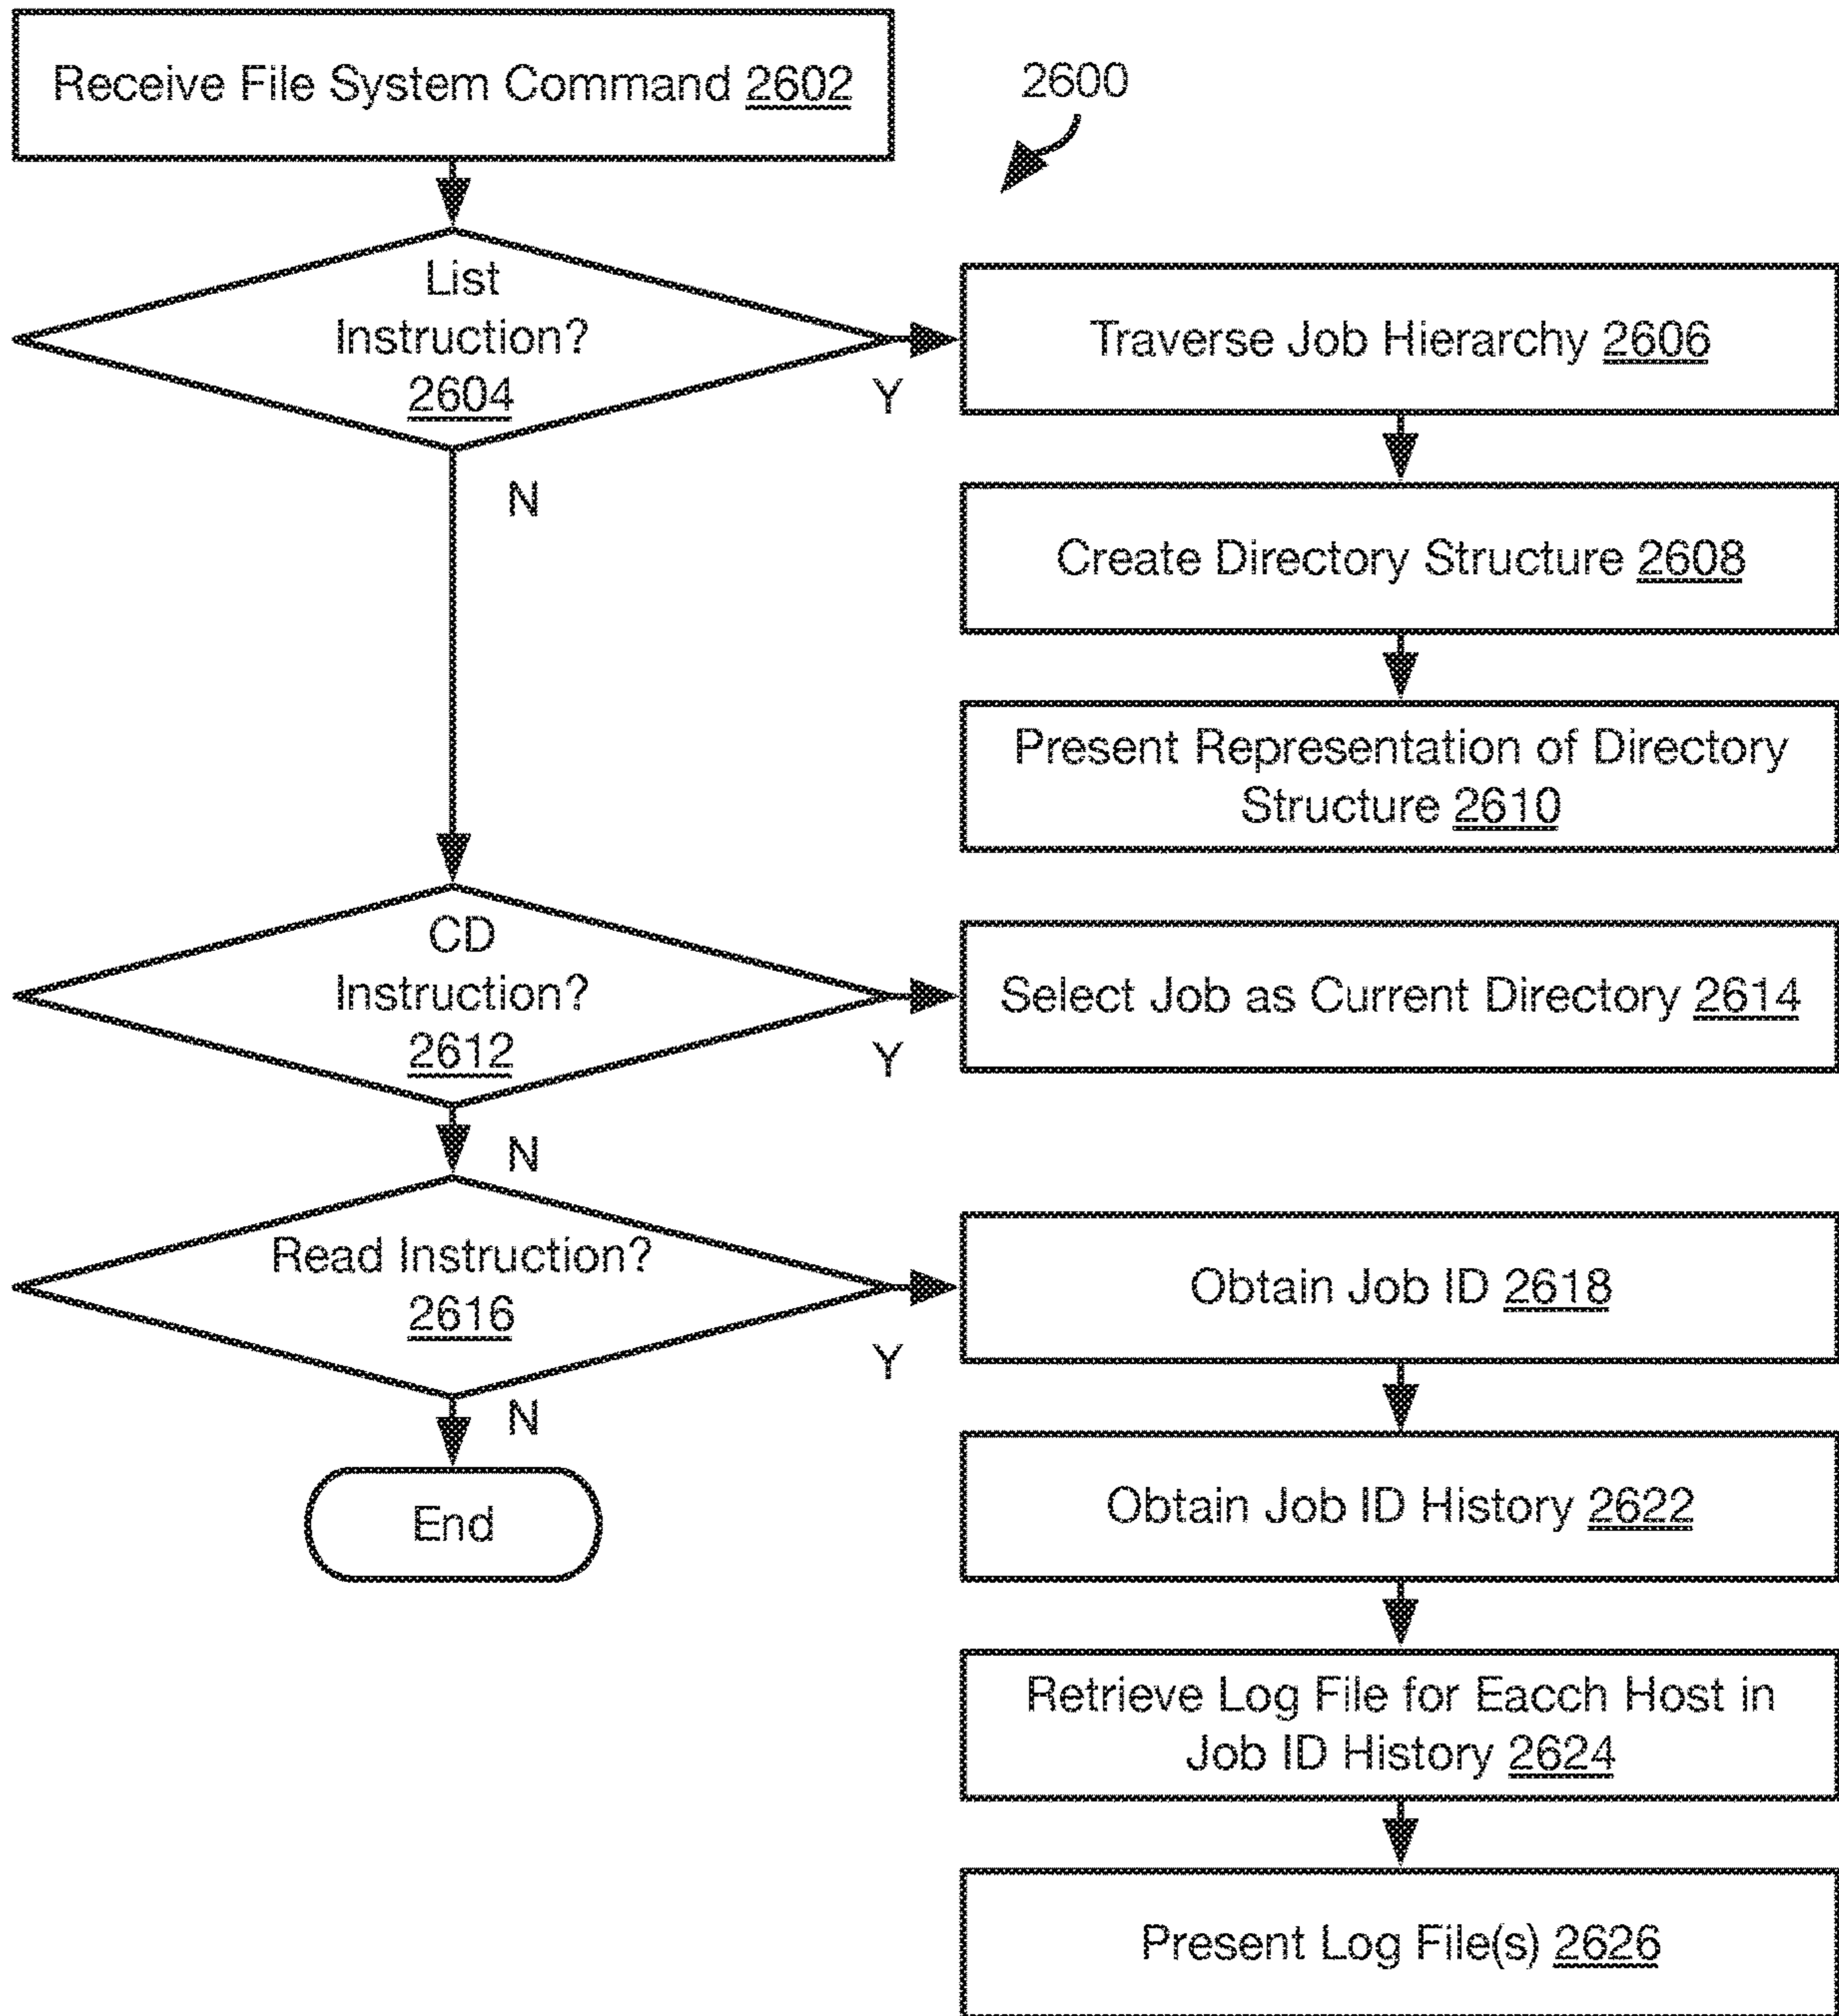 Receive File System Command 2602
2600
List
Instruction?
2604
Y
N
Traverse Job Hierarchy 2606
Create Directory Structure 2608
Present Representation of Directory
Structure 2610
CD
Instruction?
2612
Y
N
Select Job as Current Directory 2614
Read Instruction?
2616
Y
N
End
Obtain Job ID 2618
Obtain Job ID History 2622
Retrieve Log File for Eacch Host in
Job ID History 2624
Present Log File(s) 2626